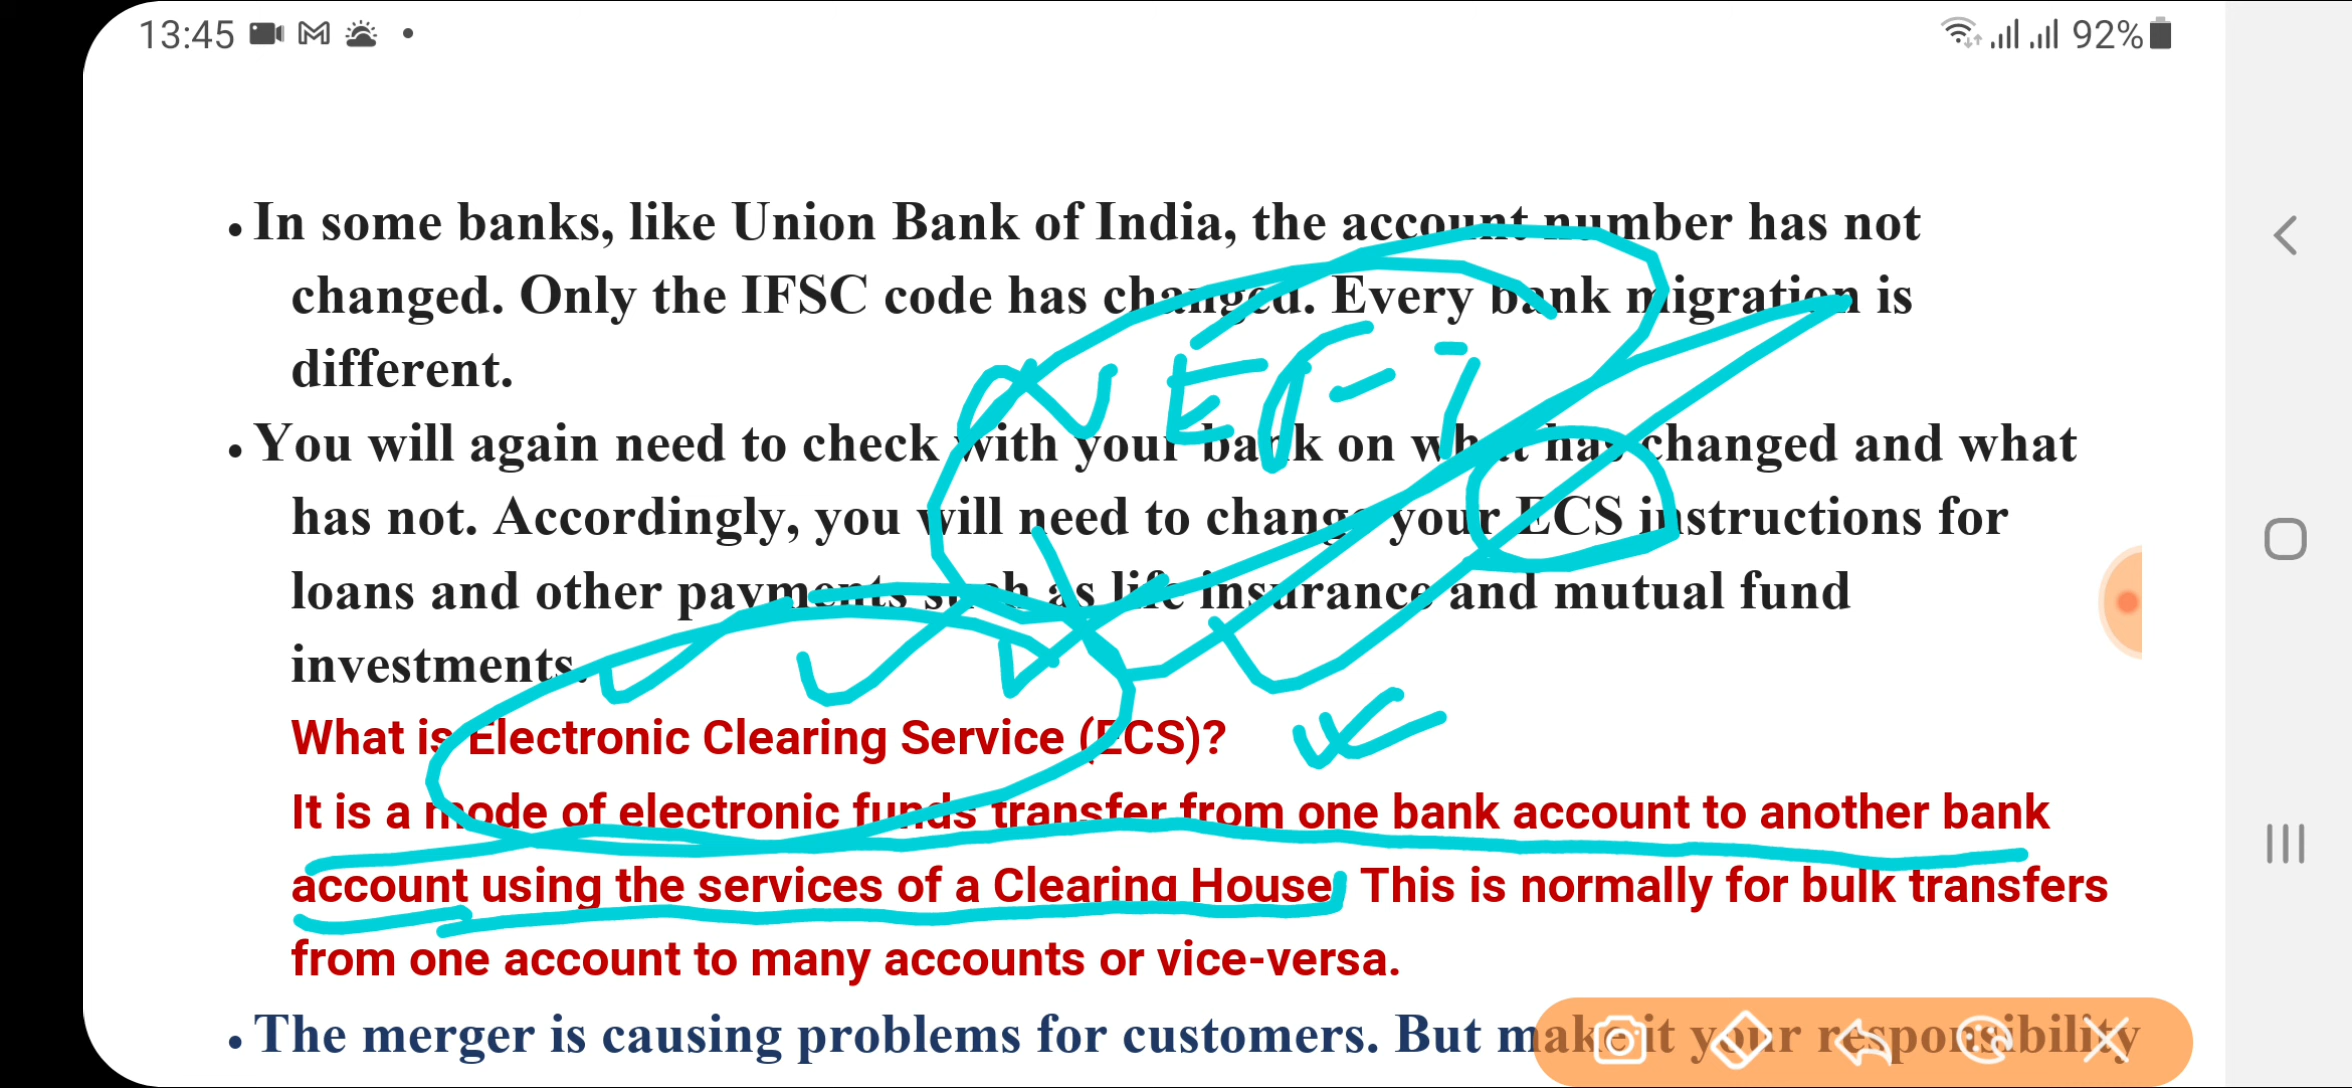 13:45
92%
• In some banks, like Union Bank of India, the account number has not
changed. Only the IFSC code has changed. Every bank migration is
different.
NEFT
• You will again need to check with your bank on what has changed and what
has not. Accordingly, you will need to change your ECS instructions for
loans and other payments such as life insurance and mutual fund
investments.
What is Electronic Clearing Service (ECS)?
It is a mode of electronic funds transfer from one bank account to another bank
account using the services of a Clearing House. This is normally for bulk transfers
from one account to many accounts or vice-versa.
• The merger is causing problems for customers. But make it your responsibility